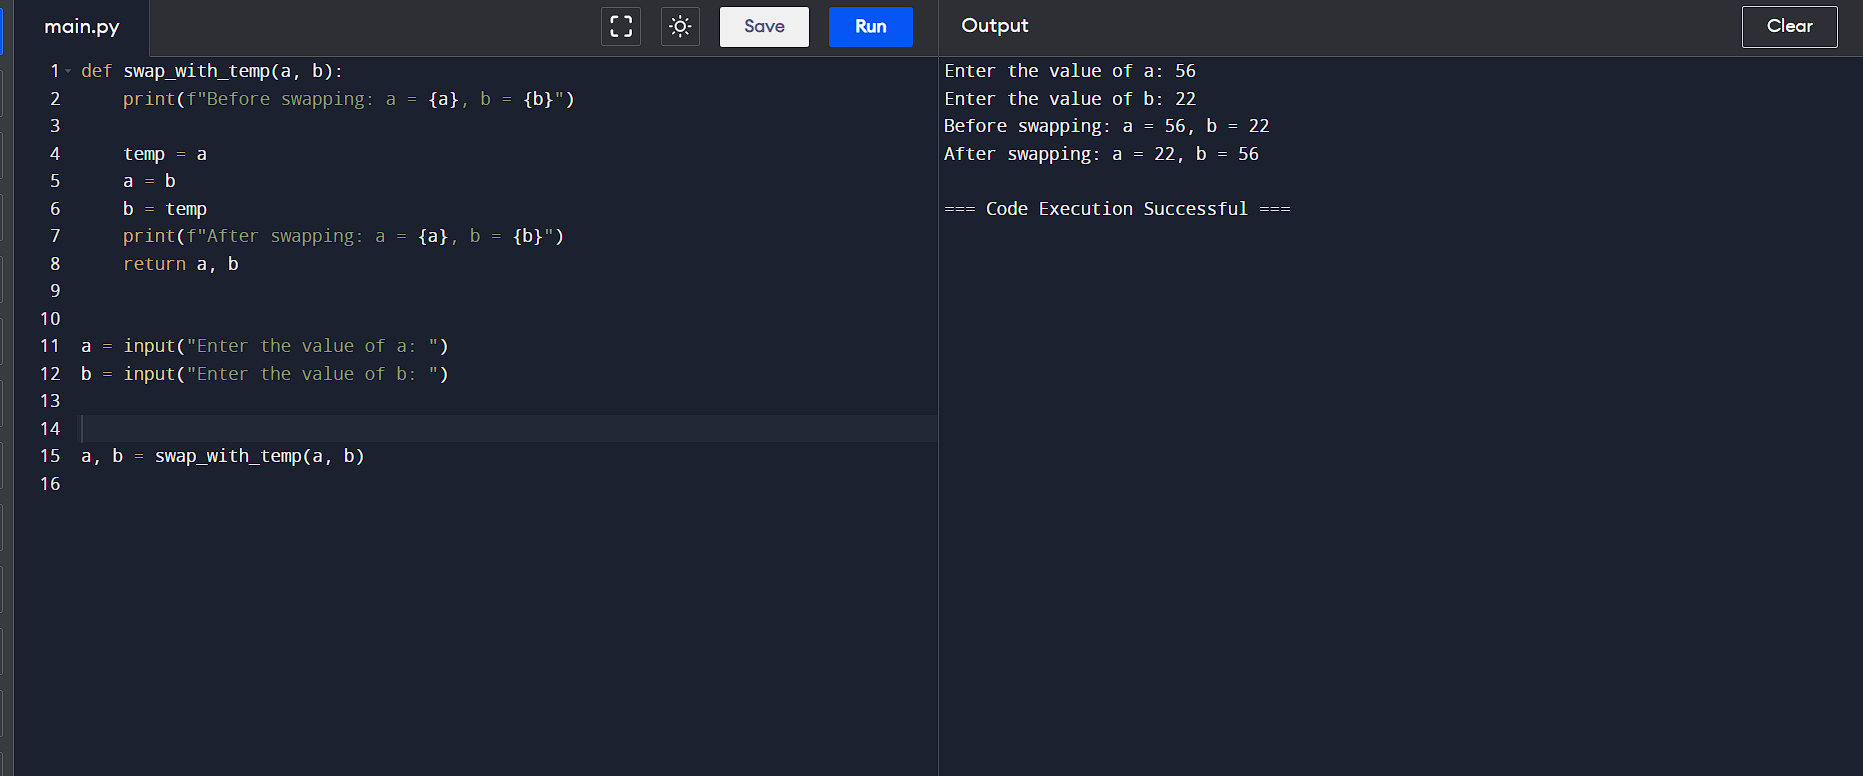 main.py
Save
Run
1 def swap_with_temp(a, b):
2     print(f"Before swapping: a = {a}, b = {b}")
3
4     temp = a
5     a = b
6     b = temp
7     print(f"After swapping: a = {a}, b = {b}")
8     return a, b
9
10
11 a = input("Enter the value of a: ")
12 b = input("Enter the value of b: ")
13
14
15 a, b = swap_with_temp(a, b)
16
Output
Clear
Enter the value of a: 56
Enter the value of b: 22
Before swapping: a = 56, b = 22
After swapping: a = 22, b = 56
=== Code Execution Successful ===